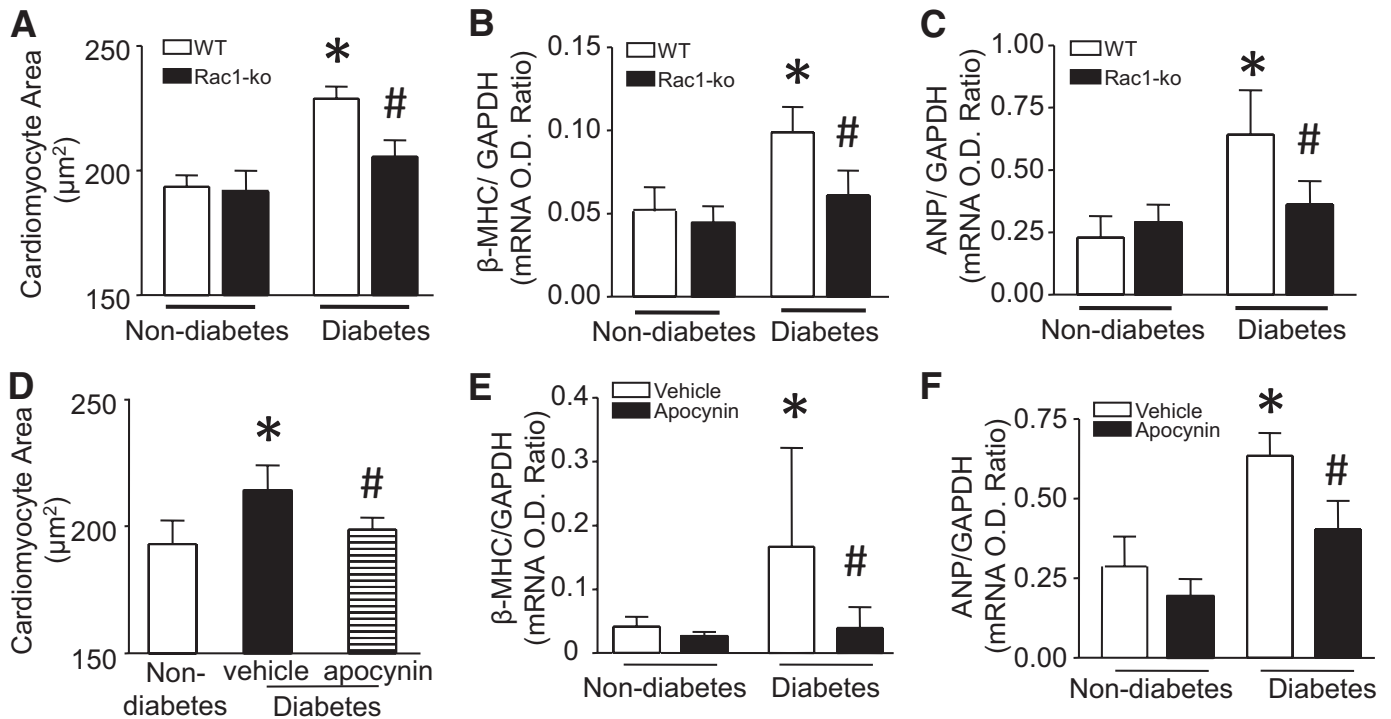 A
Cardiomyocyte Area
(µm²)
250
200
150
WT
Rac1-ko
*
#
Non-diabetes
Diabetes
B
β-MHC/ GAPDH
(mRNA O.D. Ratio)
0.15
0.10
0.05
0.00
WT
Rac1-ko
*
#
Non-diabetes
Diabetes
C
ANP/ GAPDH
(mRNA O.D. Ratio)
1.00
0.75
0.50
0.25
0.00
WT
Rac1-ko
*
#
Non-diabetes
Diabetes
D
Cardiomyocyte Area
(µm²)
250
200
150
*
#
Non-
diabetes
vehicle
apocynin
Diabetes
E
β-MHC/GAPDH
(mRNA O.D. Ratio)
0.4
0.3
0.2
0.1
0
Vehicle
Apocynin
*
#
Non-diabetes
Diabetes
F
ANP/GAPDH
(mRNA O.D. Ratio)
0.75
0.50
0.25
0.00
Vehicle
Apocynin
*
#
Non-diabetes
Diabetes